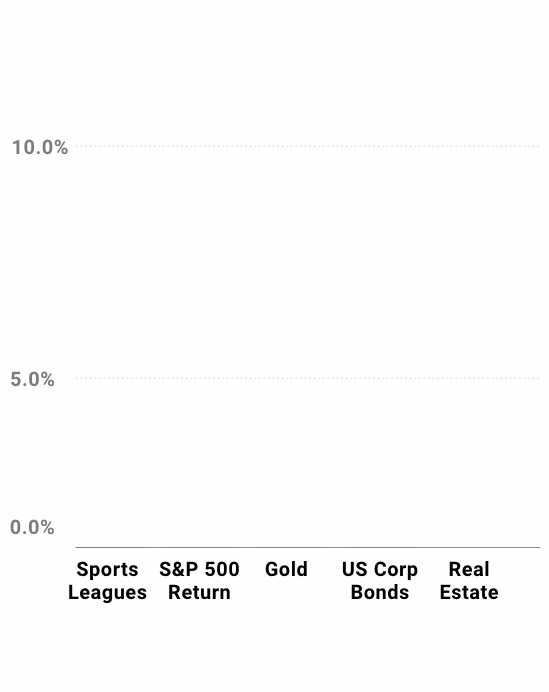 10.0%
5.0%
0.0%
Sports Leagues
S&P 500 Return
Gold
US Corp Bonds
Real Estate